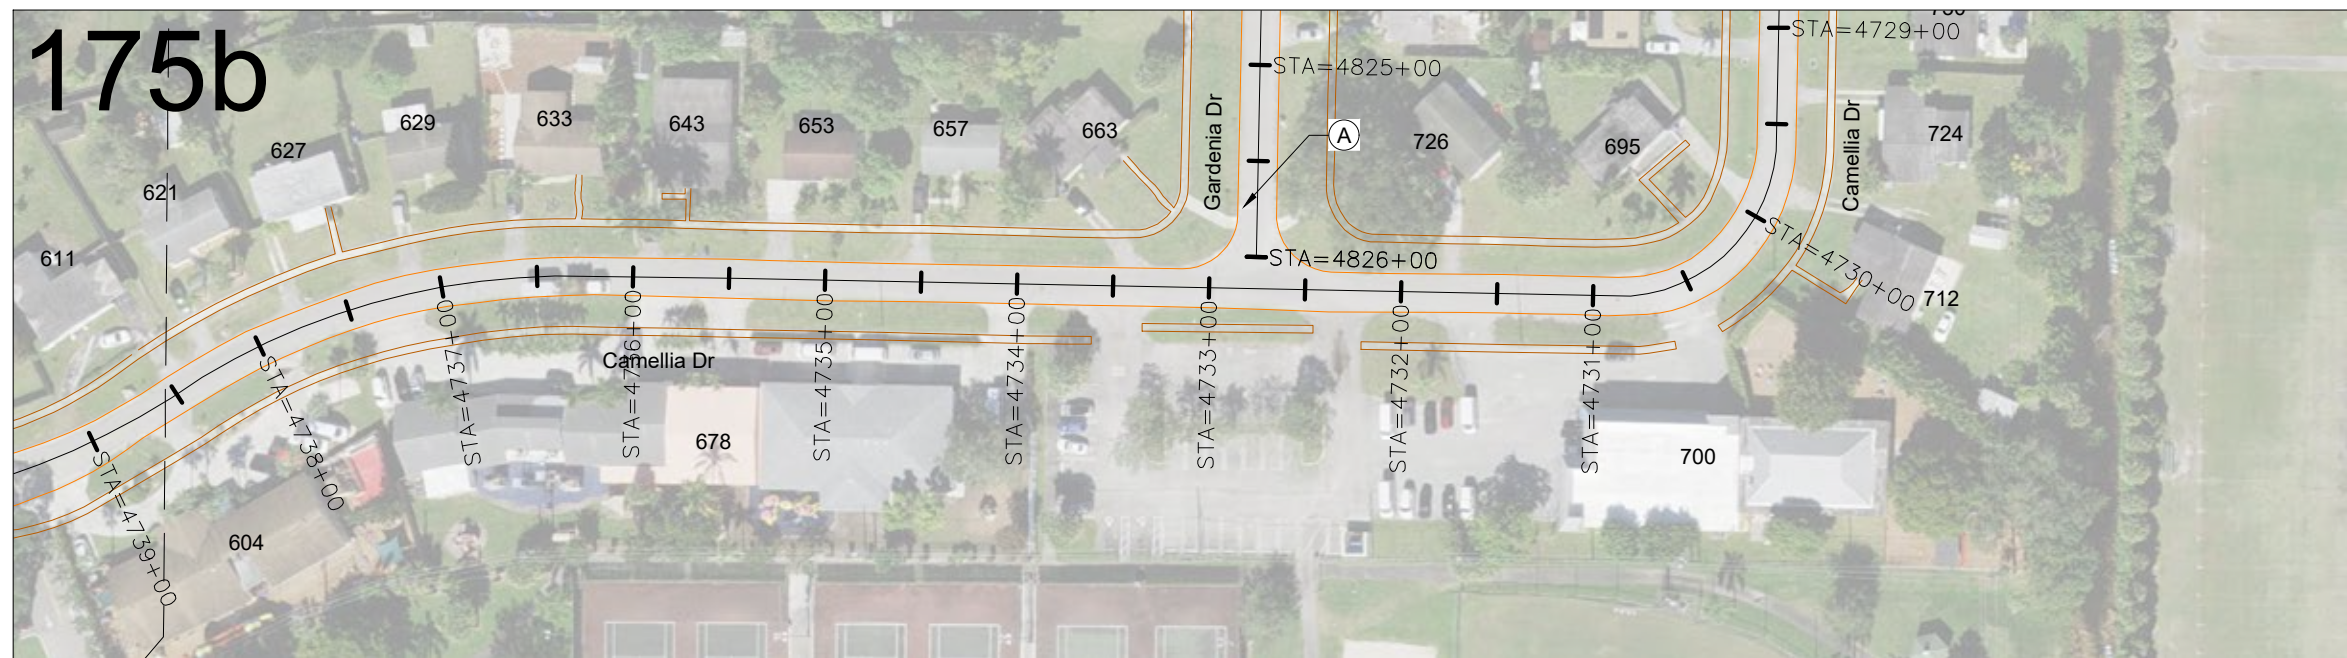 175b
STA=4729+00
STA=4825+00
629
633
643
653
657
663
Gardenia Dr
A
726
695
Camellia Dr
724
627
621
611
STA=4826+00
STA=4730+00
712
STA=4739+00
STA=4738+00
STA=4737+00
STA=4736+00
STA=4735+00
STA=4734+00
STA=4733+00
STA=4732+00
STA=4731+00
Camellia Dr
678
700
604